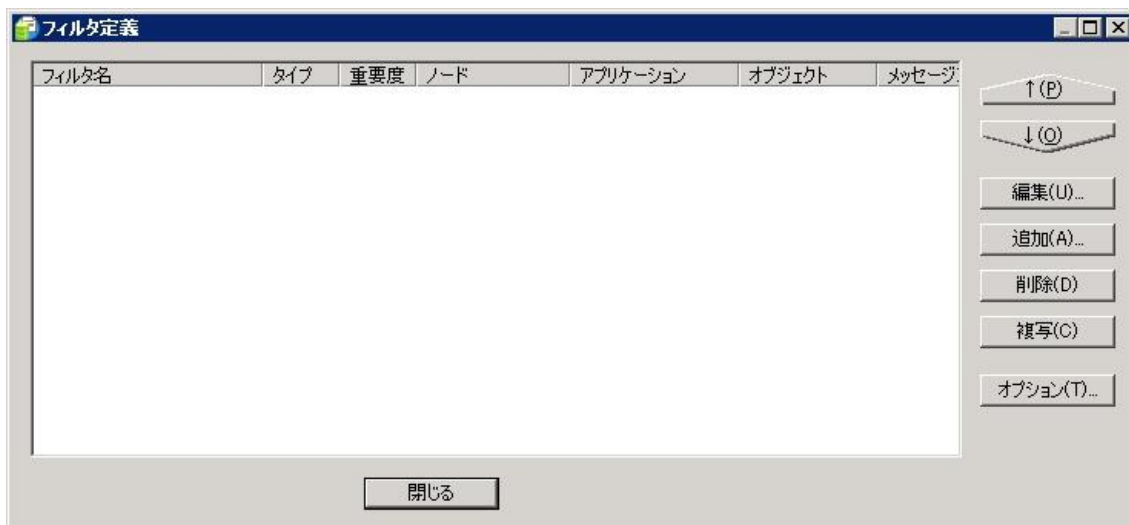 フィルタ定義
フィルタ名 タイプ 重要度 ノード アプリケーション オブジェクト メッセージ
↑(P)
↓(O)
編集(U)...
追加(A)...
削除(D)
複写(C)
オプション(T)...
閉じる